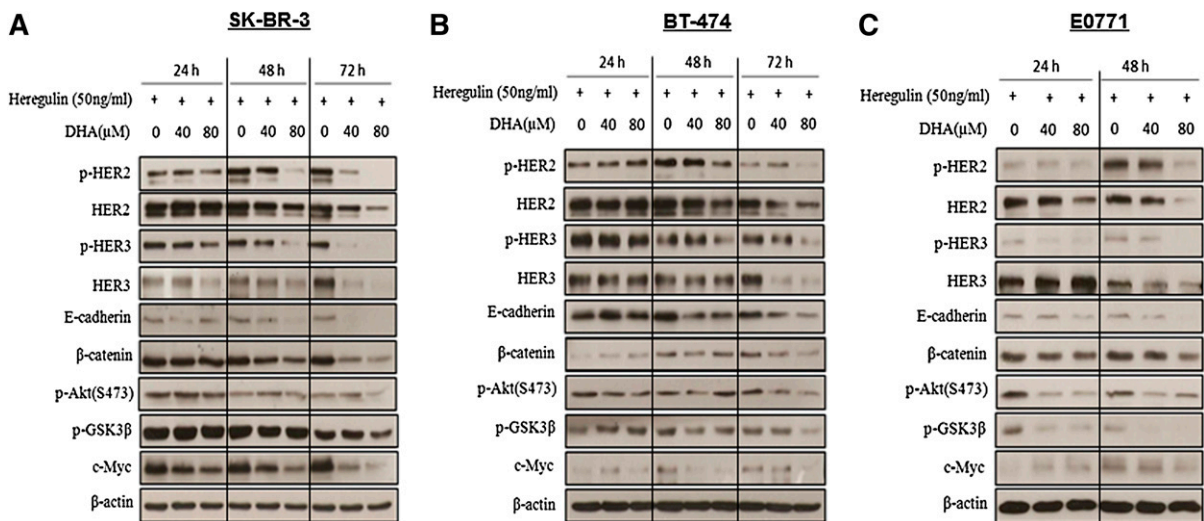 A
SK-BR-3
24 h 48 h 72 h
Heregulin (50ng/ml) + + + + + + + + +
DHA(µM) 0 40 80 0 40 80 0 40 80
p-HER2
HER2
p-HER3
HER3
E-cadherin
β-catenin
p-Akt(S473)
p-GSK3β
c-Myc
β-actin
B
BT-474
24 h 48 h 72 h
Heregulin (50ng/ml) + + + + + + + + +
DHA(µM) 0 40 80 0 40 80 0 40 80
p-HER2
HER2
p-HER3
HER3
E-cadherin
β-catenin
p-Akt(S473)
p-GSK3β
c-Myc
β-actin
C
E0771
24 h 48 h
Heregulin (50ng/ml) + + + + + +
DHA(µM) 0 40 80 0 40 80
p-HER2
HER2
p-HER3
HER3
E-cadherin
β-catenin
p-Akt(S473)
p-GSK3β
c-Myc
β-actin